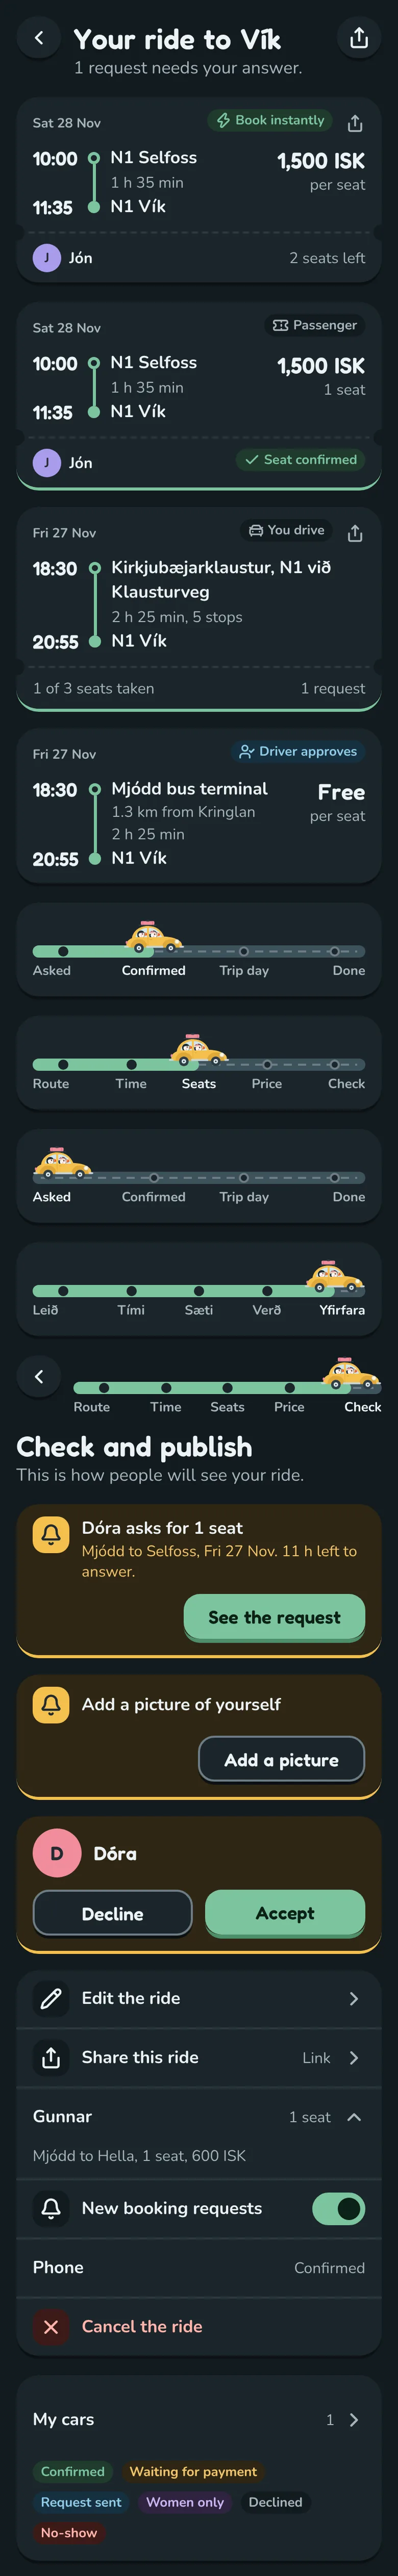 Your ride to Vík
1 request needs your answer.
Sat 28 Nov
Book instantly
10:00
N1 Selfoss
1,500 ISK
1 h 35 min
per seat
11:35
N1 Vík
J
Jón
2 seats left
Sat 28 Nov
Passenger
10:00
N1 Selfoss
1,500 ISK
1 h 35 min
1 seat
11:35
N1 Vík
J
Jón
Seat confirmed
Fri 27 Nov
You drive
18:30
Kirkjubæjarklaustur, N1 við
Klausturveg
2 h 25 min, 5 stops
20:55
N1 Vík
1 of 3 seats taken
1 request
Fri 27 Nov
Driver approves
18:30
Mjódd bus terminal
Free
1.3 km from Kringlan
per seat
2 h 25 min
20:55
N1 Vík
Asked
Confirmed
Trip day
Done
Route
Time
Seats
Price
Check
Asked
Confirmed
Trip day
Done
Leið
Tími
Sæti
Verð
Yfirfara
Route
Time
Seats
Price
Check
Check and publish
This is how people will see your ride.
Dóra asks for 1 seat
Mjódd to Selfoss, Fri 27 Nov. 11 h left to
answer.
See the request
Add a picture of yourself
Add a picture
D
Dóra
Decline
Accept
Edit the ride
Share this ride
Link
Gunnar
1 seat
Mjódd to Hella, 1 seat, 600 ISK
New booking requests
Phone
Confirmed
Cancel the ride
My cars
1
Confirmed
Waiting for payment
Request sent
Women only
Declined
No-show